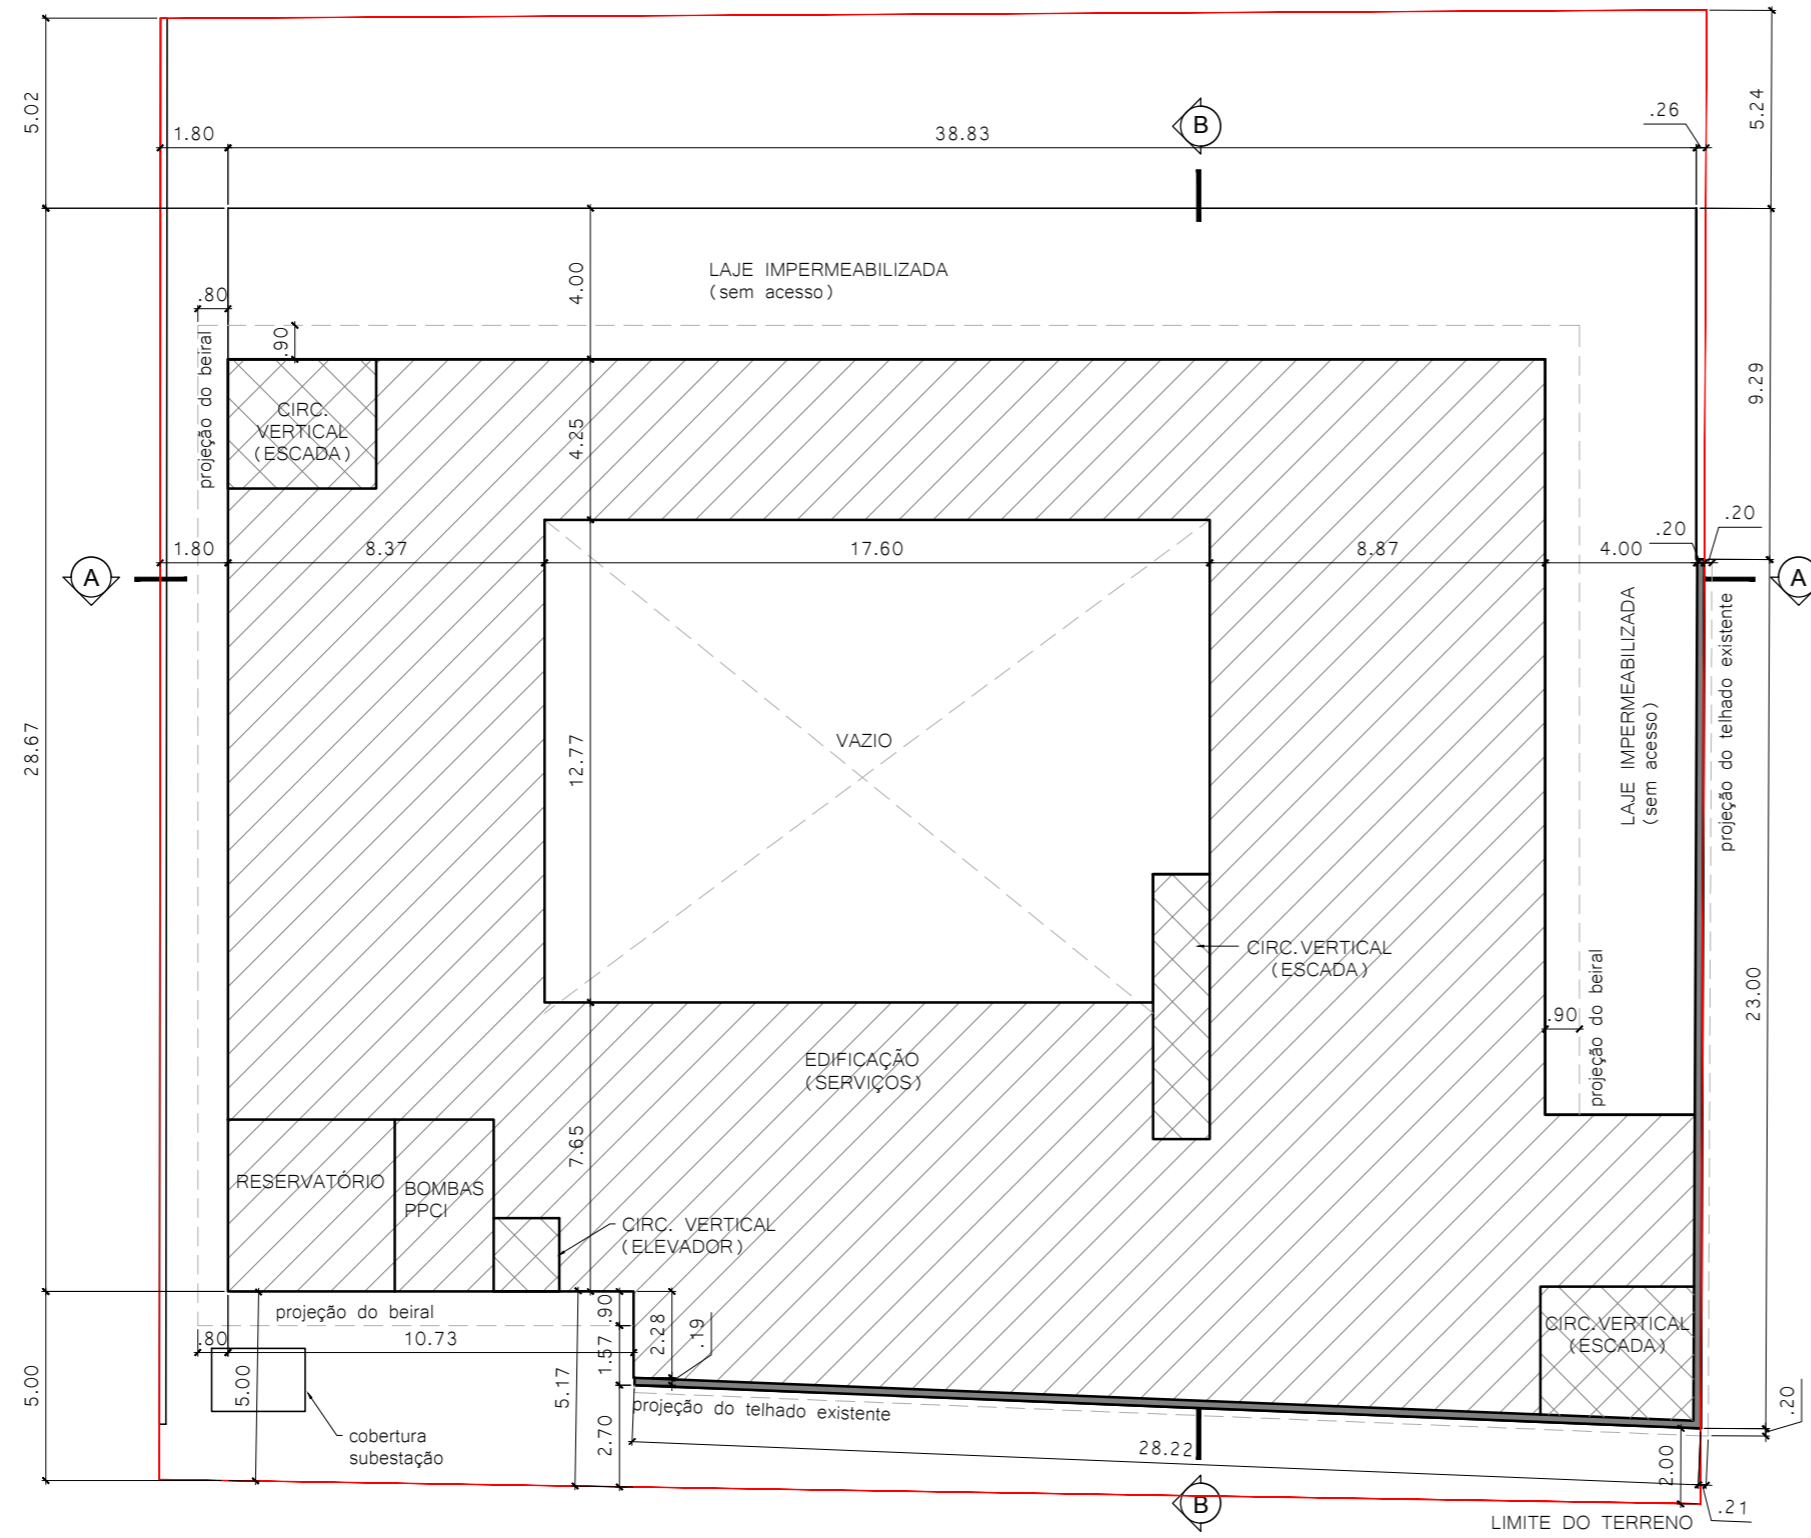 5.02
1.80
38.83
B
.26
5.24
LAJE IMPERMEABILIZADA
(sem acesso)
4.00
.80
.90
projeção do beiral
CIRC.
VERTICAL
(ESCADA)
4.25
9.29
1.80
8.37
17.60
8.87
4.00
.20
.20
A
A
LAJE IMPERMEABILIZADA
(sem acesso)
projeção do telhado existente
28.67
12.77
VAZIO
CIRC.VERTICAL
(ESCADA)
projeção do beiral
.90
23.00
EDIFICAÇÃO
(SERVIÇOS)
7.65
RESERVATÓRIO
BOMBAS
PPCI
CIRC. VERTICAL
(ELEVADOR)
projeção do beiral
.80
10.73
.90
1.57
2.28
.19
CIRC.VERTICAL
(ESCADA)
5.00
5.00
5.17
2.70
projeção do telhado existente
cobertura
subestação
28.22
2.00
.20
.21
B
LIMITE DO TERRENO